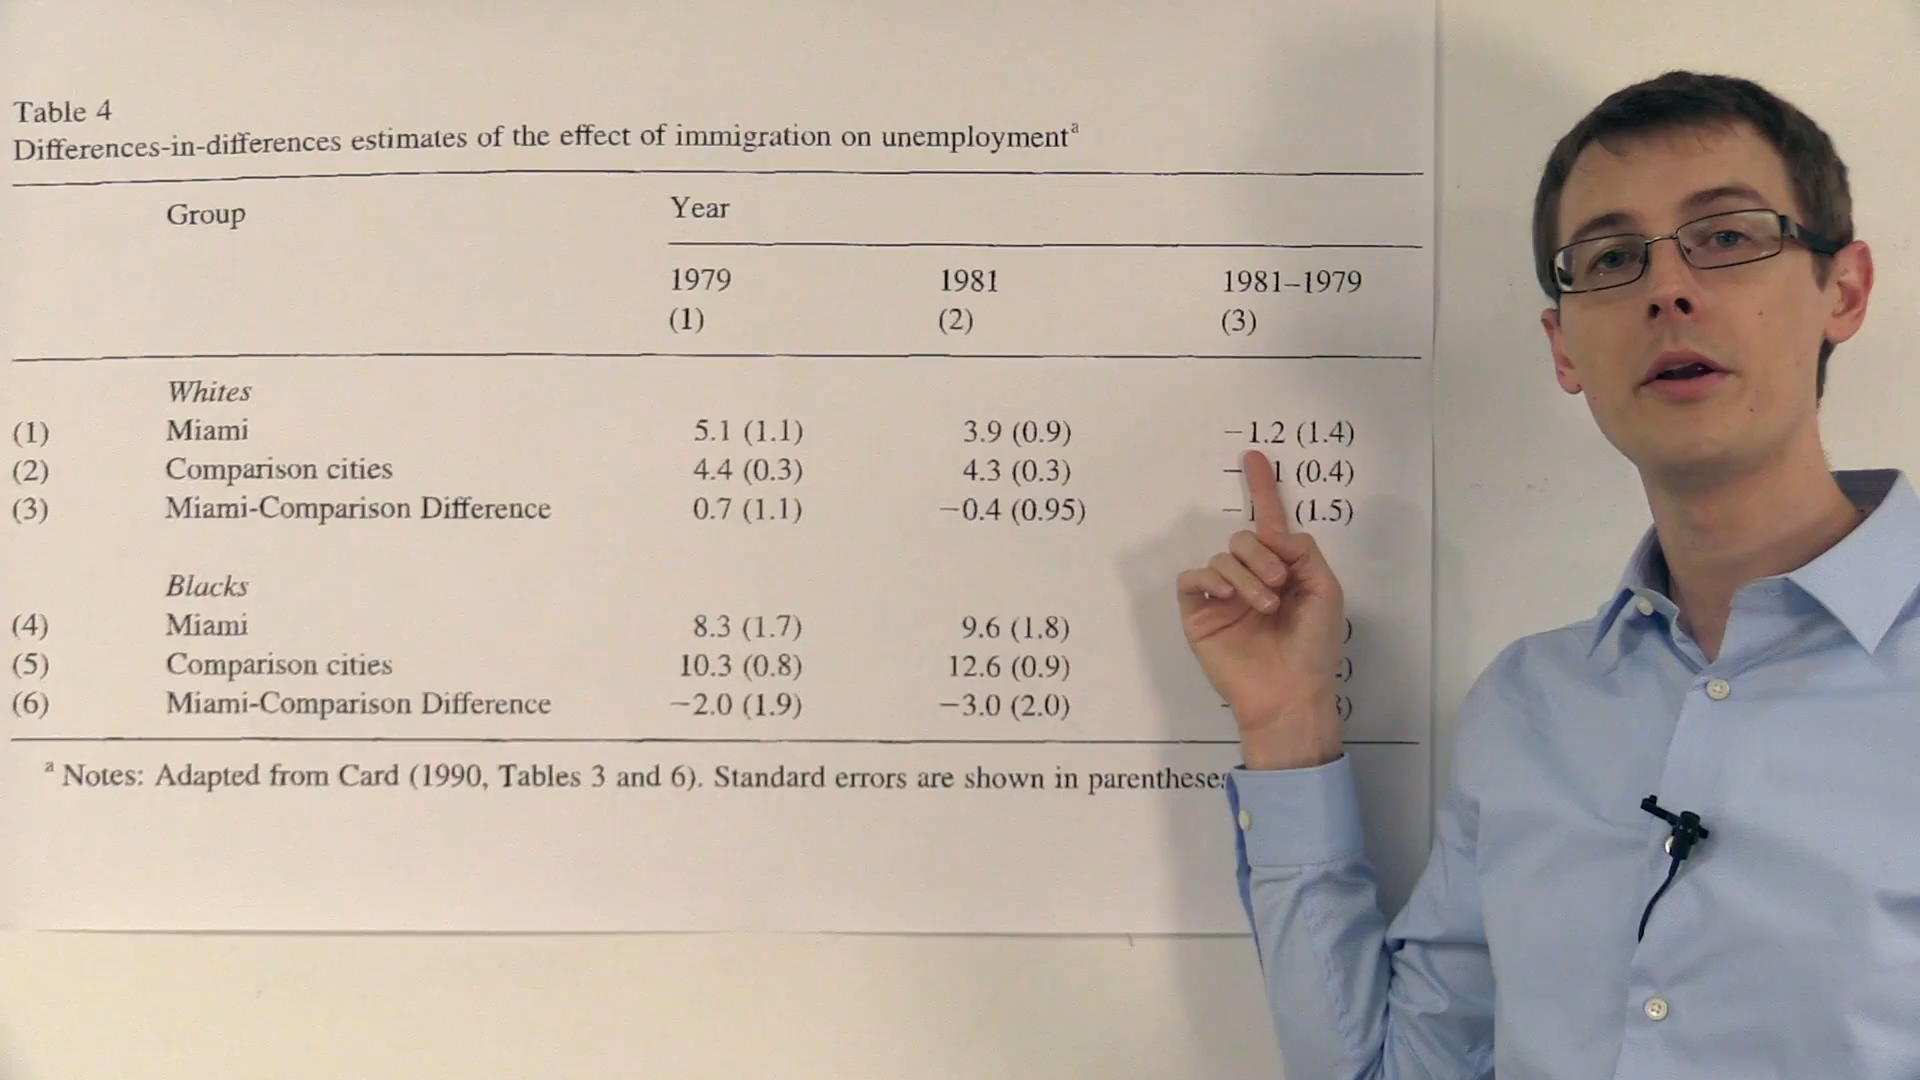 Table 4
Differences-in-differences estimates of the effect of immigration on unemploymentᵃ
Group Year
1979 1981 1981–1979
(1) (2) (3)
Whites
(1) Miami 5.1 (1.1) 3.9 (0.9) −1.2 (1.4)
(2) Comparison cities 4.4 (0.3) 4.3 (0.3) (0.4)
(3) Miami-Comparison Difference 0.7 (1.1) −0.4 (0.95) (1.5)
Blacks
(4) Miami 8.3 (1.7) 9.6 (1.8)
(5) Comparison cities 10.3 (0.8) 12.6 (0.9)
(6) Miami-Comparison Difference −2.0 (1.9) −3.0 (2.0)
ᵃ Notes: Adapted from Card (1990, Tables 3 and 6). Standard errors are shown in